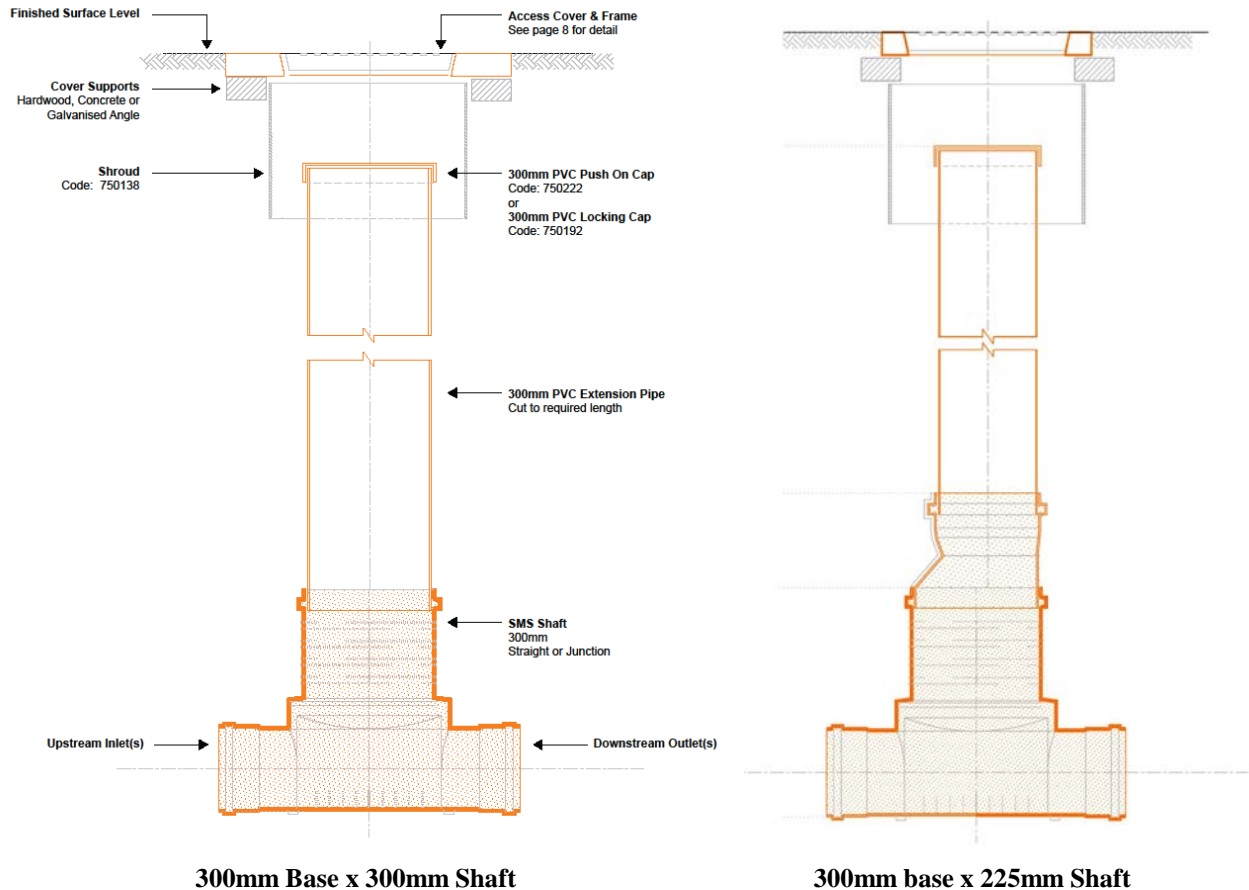 Finished Surface Level
Access Cover & Frame
See page 8 for detail
Cover Supports
Hardwood, Concrete or
Galvanised Angle
Shroud
Code: 750138
300mm PVC Push On Cap
Code: 750222
or
300mm PVC Locking Cap
Code: 750192
300mm PVC Extension Pipe
Cut to required length
SMS Shaft
300mm
Straight or Junction
Upstream Inlet(s)
Downstream Outlet(s)
300mm Base x 300mm Shaft
300mm base x 225mm Shaft